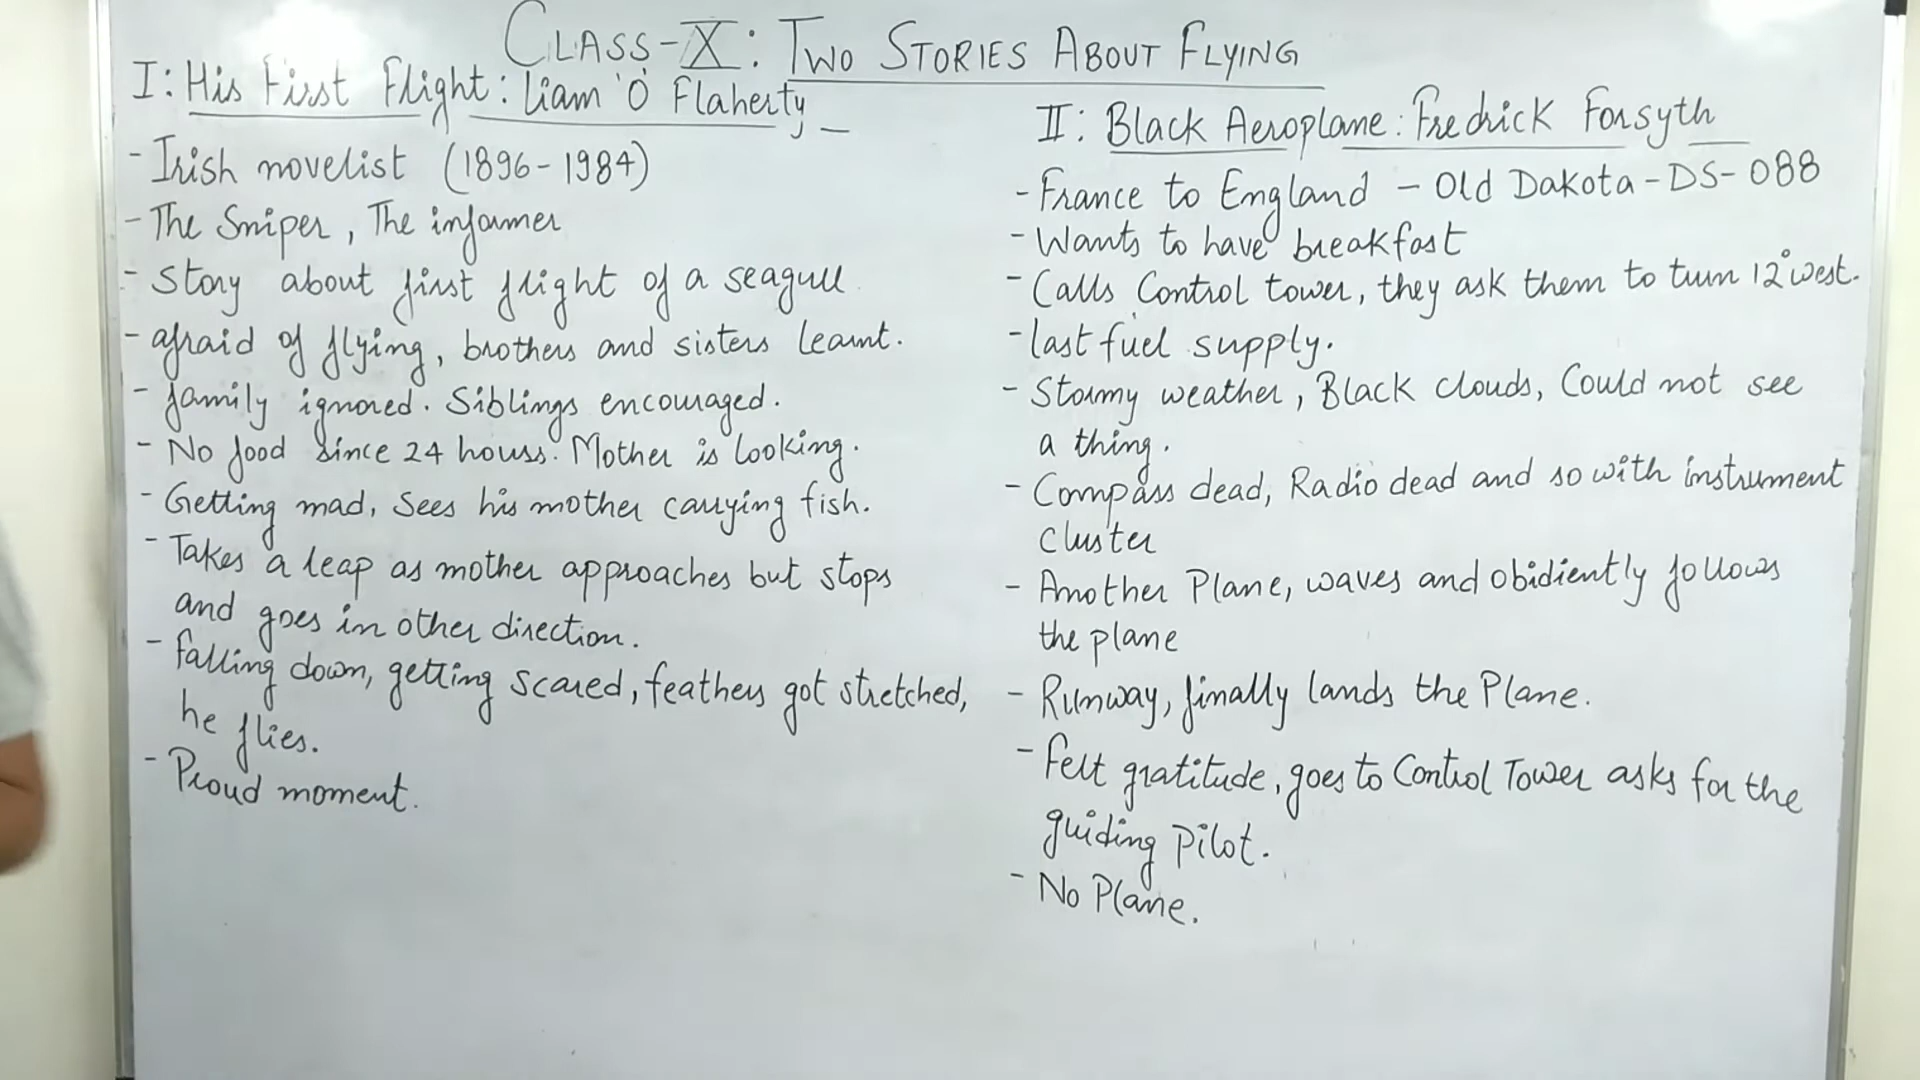 CLASS-X: TWO STORIES ABOUT FLYING
I: His First Flight: Liam 'O' Flaherty
- Irish novelist (1896-1984)
- The Sniper, The informer
- Story about first flight of a seagull
- afraid of flying, brothers and sisters learnt.
- family ignored. Siblings encouraged.
- No food since 24 hours. Mother is looking.
- Getting mad, Sees his mother carrying fish.
- Takes a leap as mother approaches but stops
and goes in other direction.
- falling down, getting scared, feathers got stretched,
he flies.
- Proud moment.
II: Black Aeroplane: Fredrick Forsyth
- France to England - Old Dakota - DS-088
- Wants to have breakfast
- Calls Control tower, they ask them to turn 12° west.
- last fuel supply.
- Stormy weather, Black clouds, Could not see
a thing.
- Compass dead, Radio dead and so with instrument
cluster
- Another Plane, waves and obidiently follows
the plane
- Runway, finally lands the Plane.
- Felt gratitude, goes to Control Tower asks for the
guiding pilot.
- No Plane.